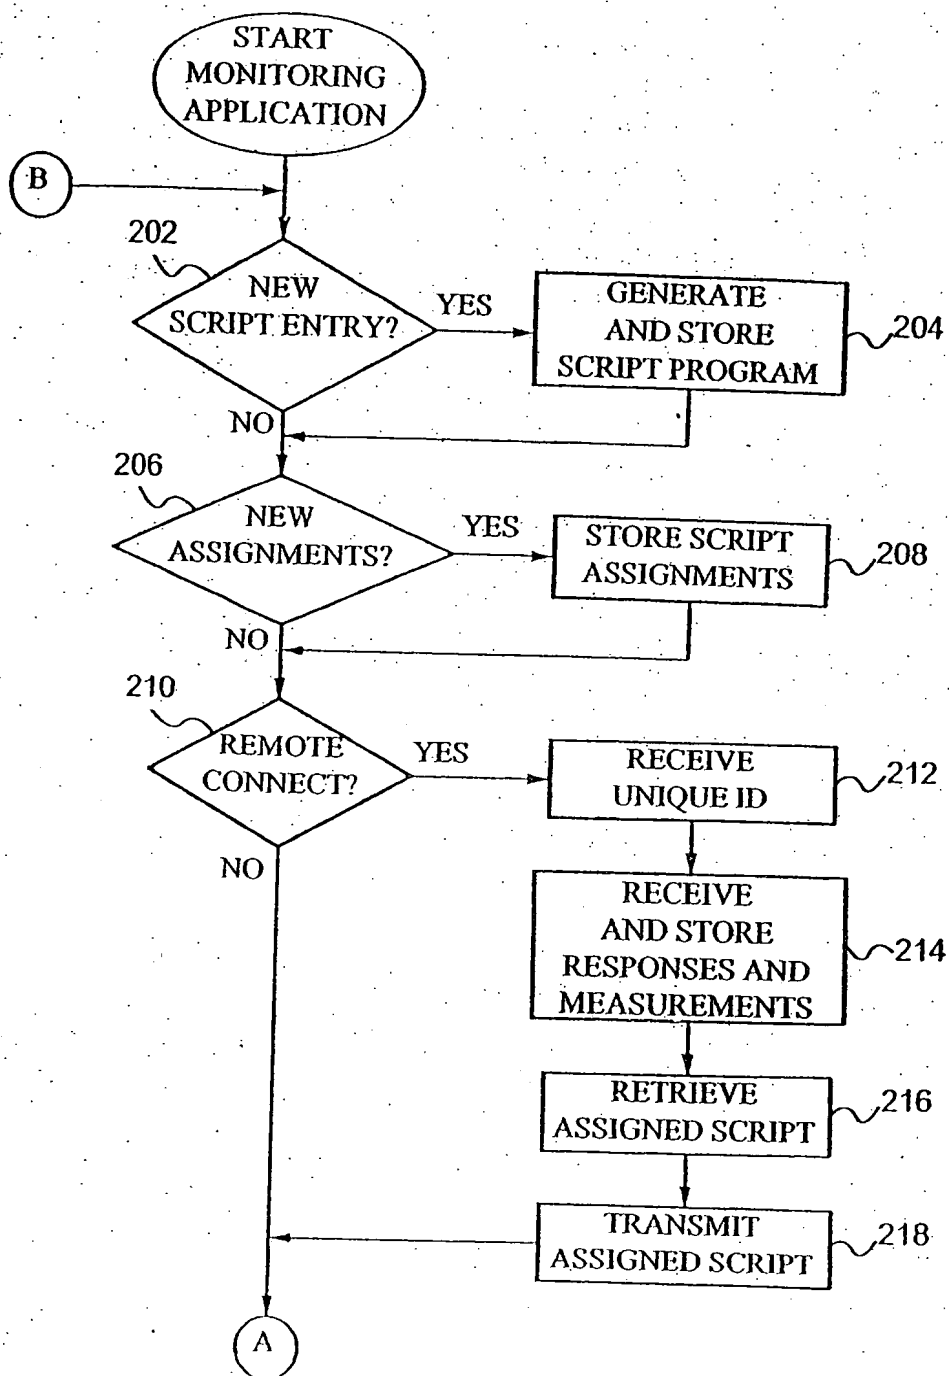 START
MONITORING
APPLICATION
B
202
NEW
SCRIPT ENTRY?
YES
GENERATE
AND STORE
SCRIPT PROGRAM
204
NO
206
NEW
ASSIGNMENTS?
YES
STORE SCRIPT
ASSIGNMENTS
208
NO
210
REMOTE
CONNECT?
YES
RECEIVE
UNIQUE ID
212
NO
RECEIVE
AND STORE
RESPONSES AND
MEASUREMENTS
214
RETRIEVE
ASSIGNED SCRIPT
216
TRANSMIT
ASSIGNED SCRIPT
218
A